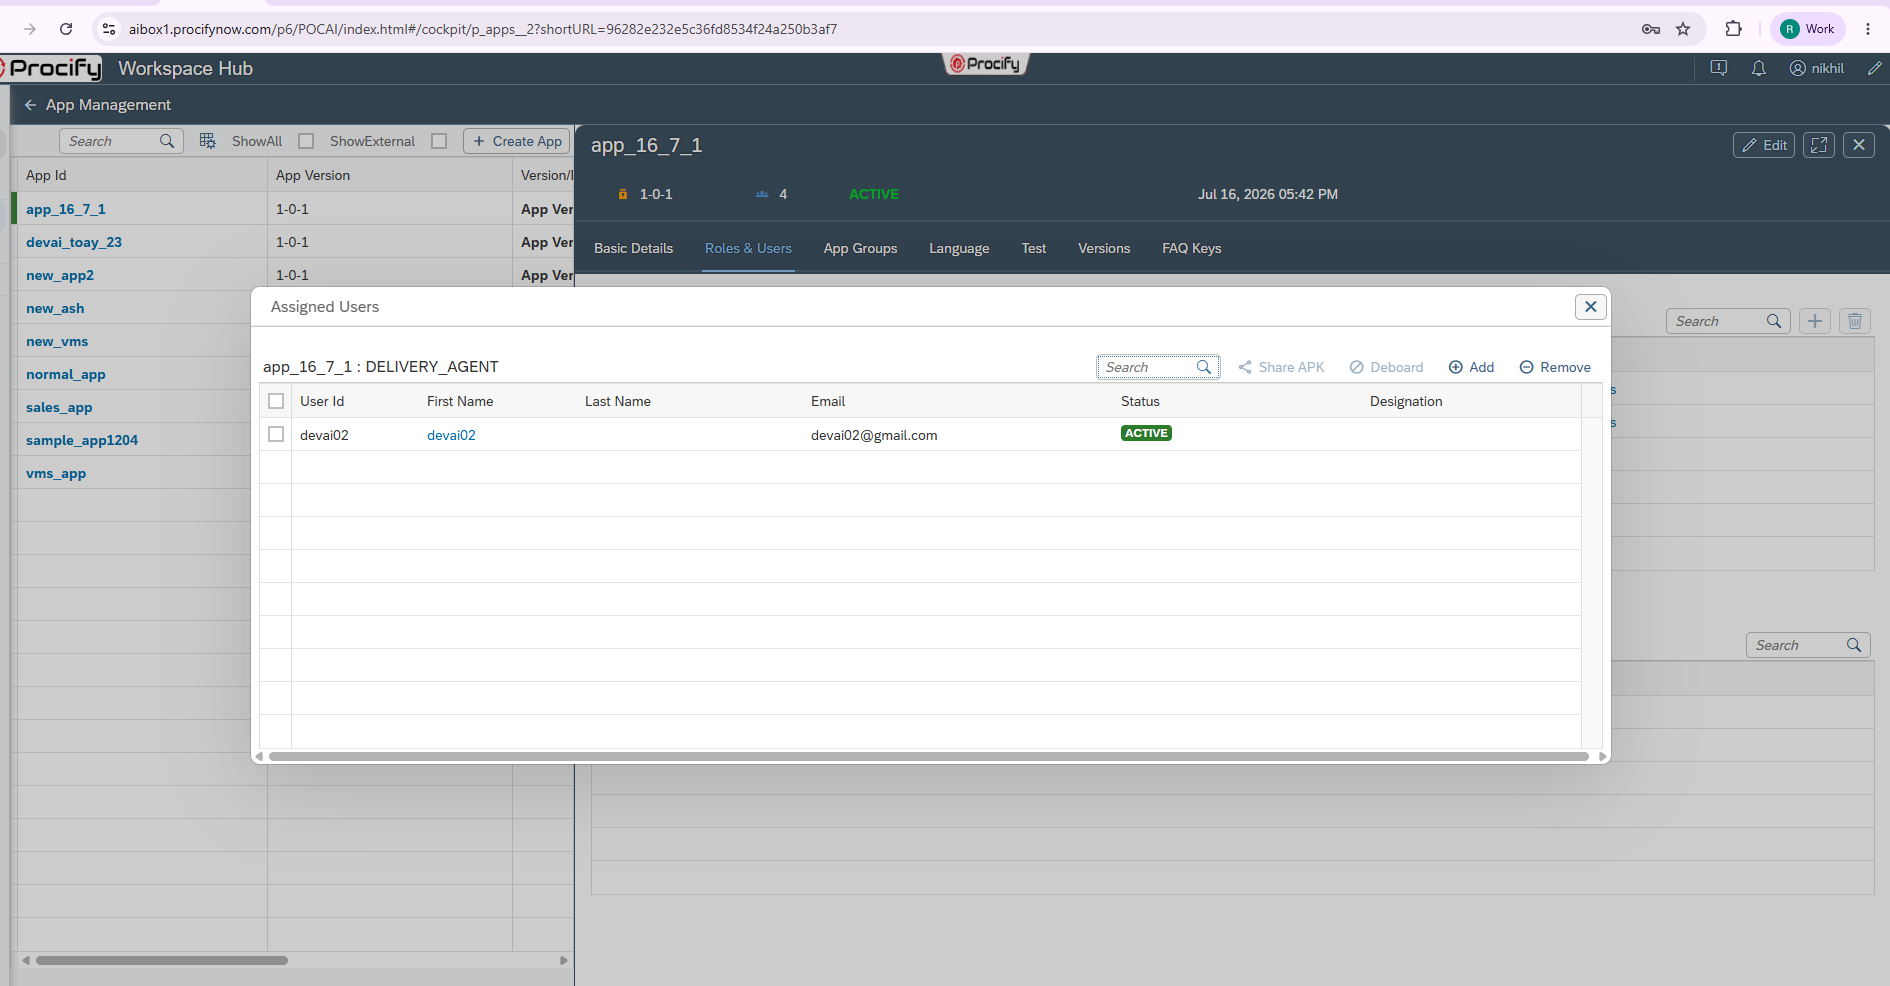 aibox1.procifynow.com/p6/POCAI/index.html#/cockpit/p_apps__2?shortURL=96282e232e5c36fd8534f24a250b3af7
R Work
Procify Workspace Hub
Procify
nikhil
App Management
Search
ShowAll
ShowExternal
Create App
App Id App Version Version/
app_16_7_1 1-0-1 App Ver
devai_toay_23 1-0-1 App Ver
new_app2 1-0-1 App Ver
new_ash
new_vms
normal_app
sales_app
sample_app1204
vms_app
app_16_7_1
Edit
1-0-1 4 ACTIVE Jul 16, 2026 05:42 PM
Basic Details Roles & Users App Groups Language Test Versions FAQ Keys
Search
s
s
Search
Assigned Users
app_16_7_1 : DELIVERY_AGENT
Search Share APK Deboard Add Remove
User Id First Name Last Name Email Status Designation
devai02 devai02 devai02@gmail.com ACTIVE